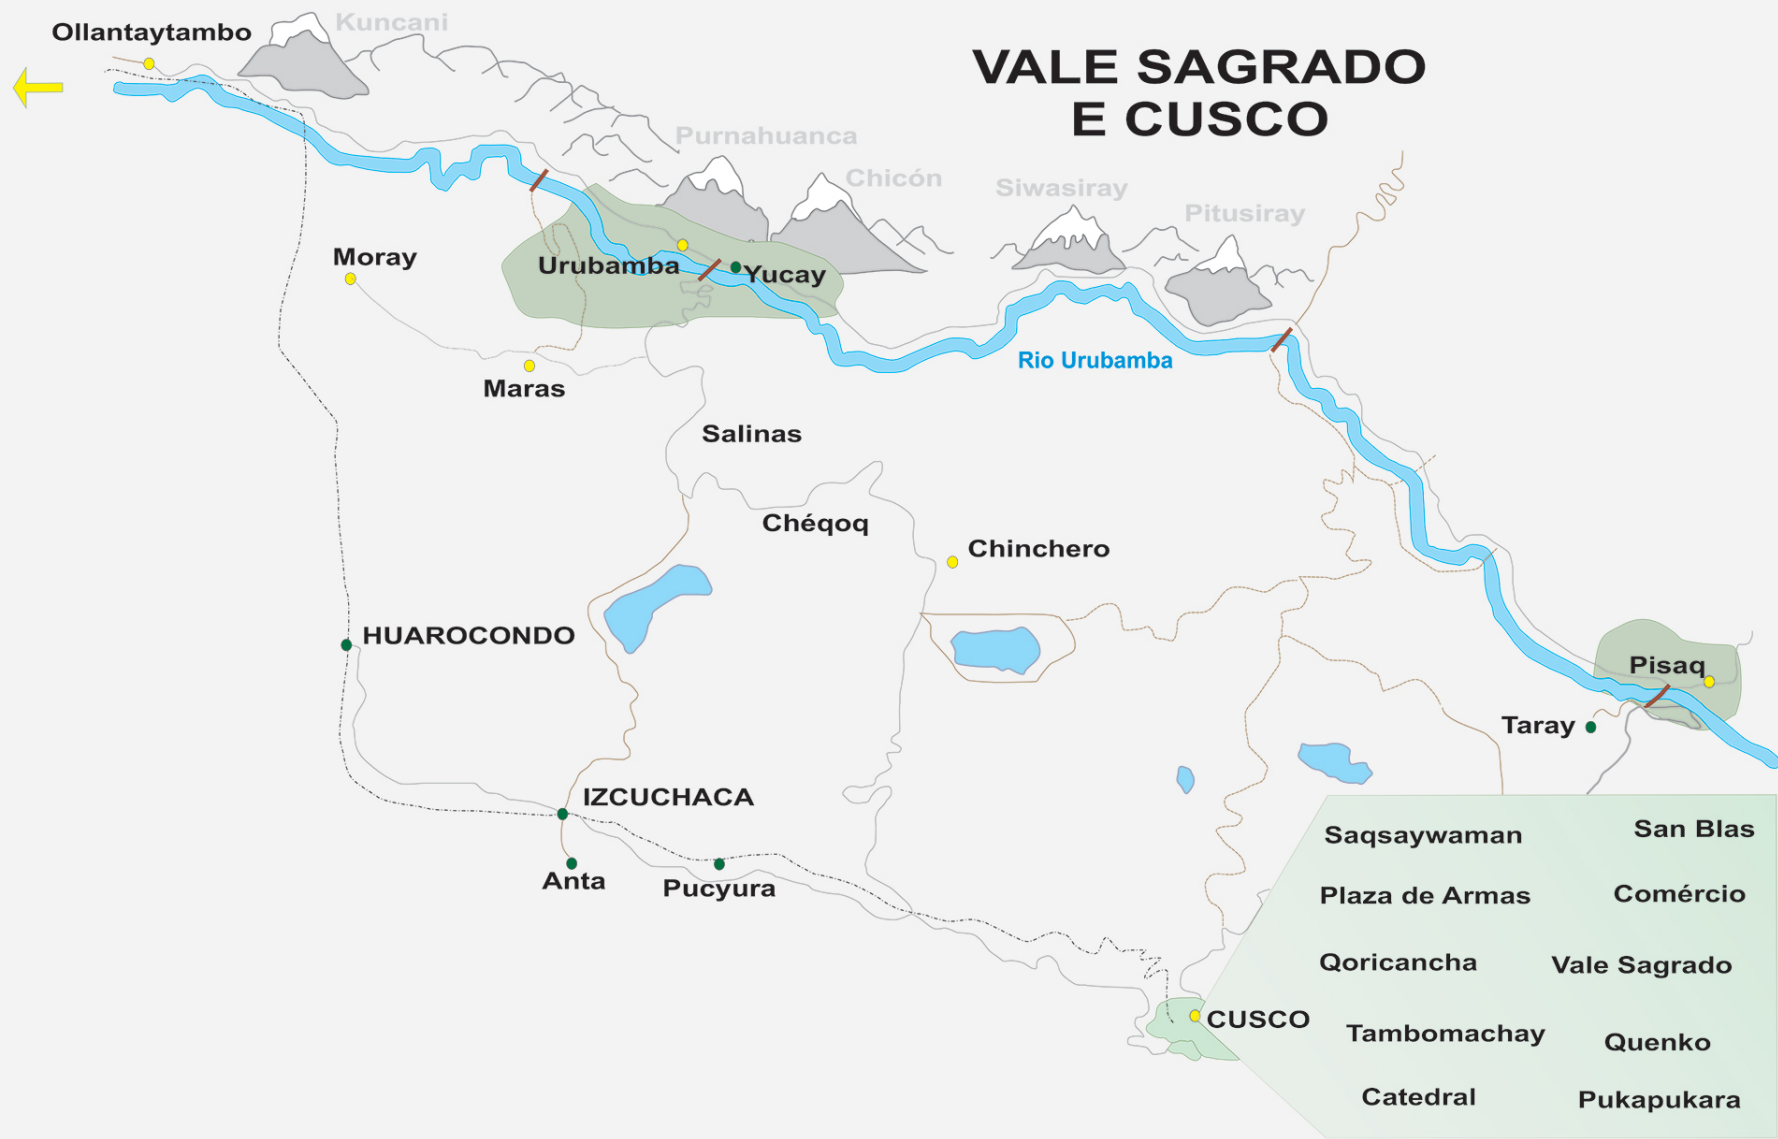 Ollantaytambo
Kuncani
VALE SAGRADO
E CUSCO
Purnahuanca
Chicón
Siwasiray
Pitusiray
Moray
Urubamba
Yucay
Rio Urubamba
Maras
Salinas
Chéqoq
Chinchero
HUAROCONDO
Pisaq
Taray
IZCUCHACA
Anta
Pucyura
CUSCO
Saqsaywaman
San Blas
Plaza de Armas
Comércio
Qoricancha
Vale Sagrado
Tambomachay
Quenko
Catedral
Pukapukara